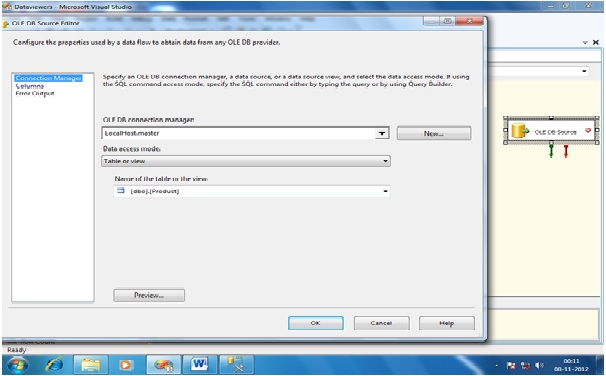 Dataviewers - Microsoft Visual Studio
OLE DB Source Editor
Configure the properties used by a data flow to obtain data from any OLE DB provider.
Connection Manager
Columns
Error Output
Specify an OLE DB connection manager, a data source, or a data source view, and select the data access mode. If using
the SQL command access mode, specify the SQL command either by typing the query or by using Query Builder.
OLE DB connection manager:
LocalHost.master
New...
Data access mode:
Table or view
Name of the table or the view:
[dbo].[Product]
Preview...
OK
Cancel
Help
OLE DB Source
Ready
00:11
08-11-2012